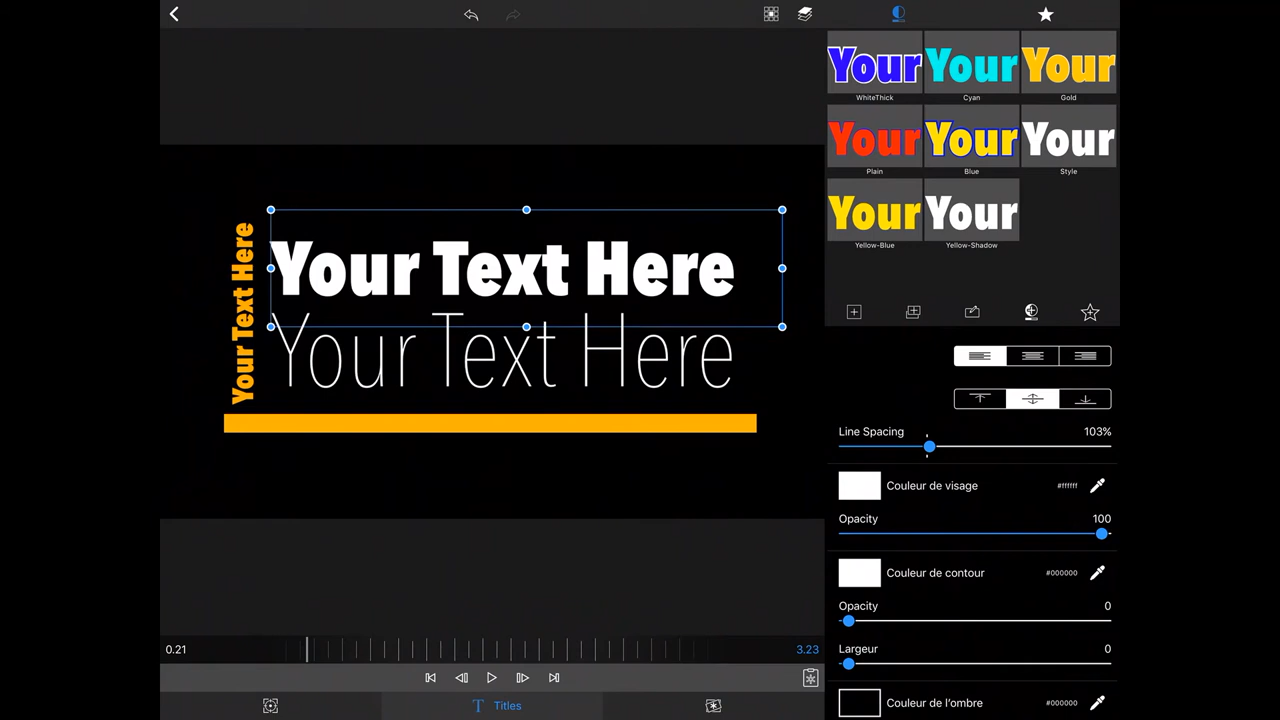 Your
Your
Your
WhiteThick
Cyan
Gold
Your
Your
Your
Plain
Blue
Style
Your
Your
Yellow-Blue
Yellow-Shadow
Your Text Here
Your Text Here
Your Text Here
Line Spacing
103%
Couleur de visage
#ffffff
Opacity
100
Couleur de contour
#000000
Opacity
0
Largeur
0
Couleur de l'ombre
#000000
0.21
3.23
T Titles